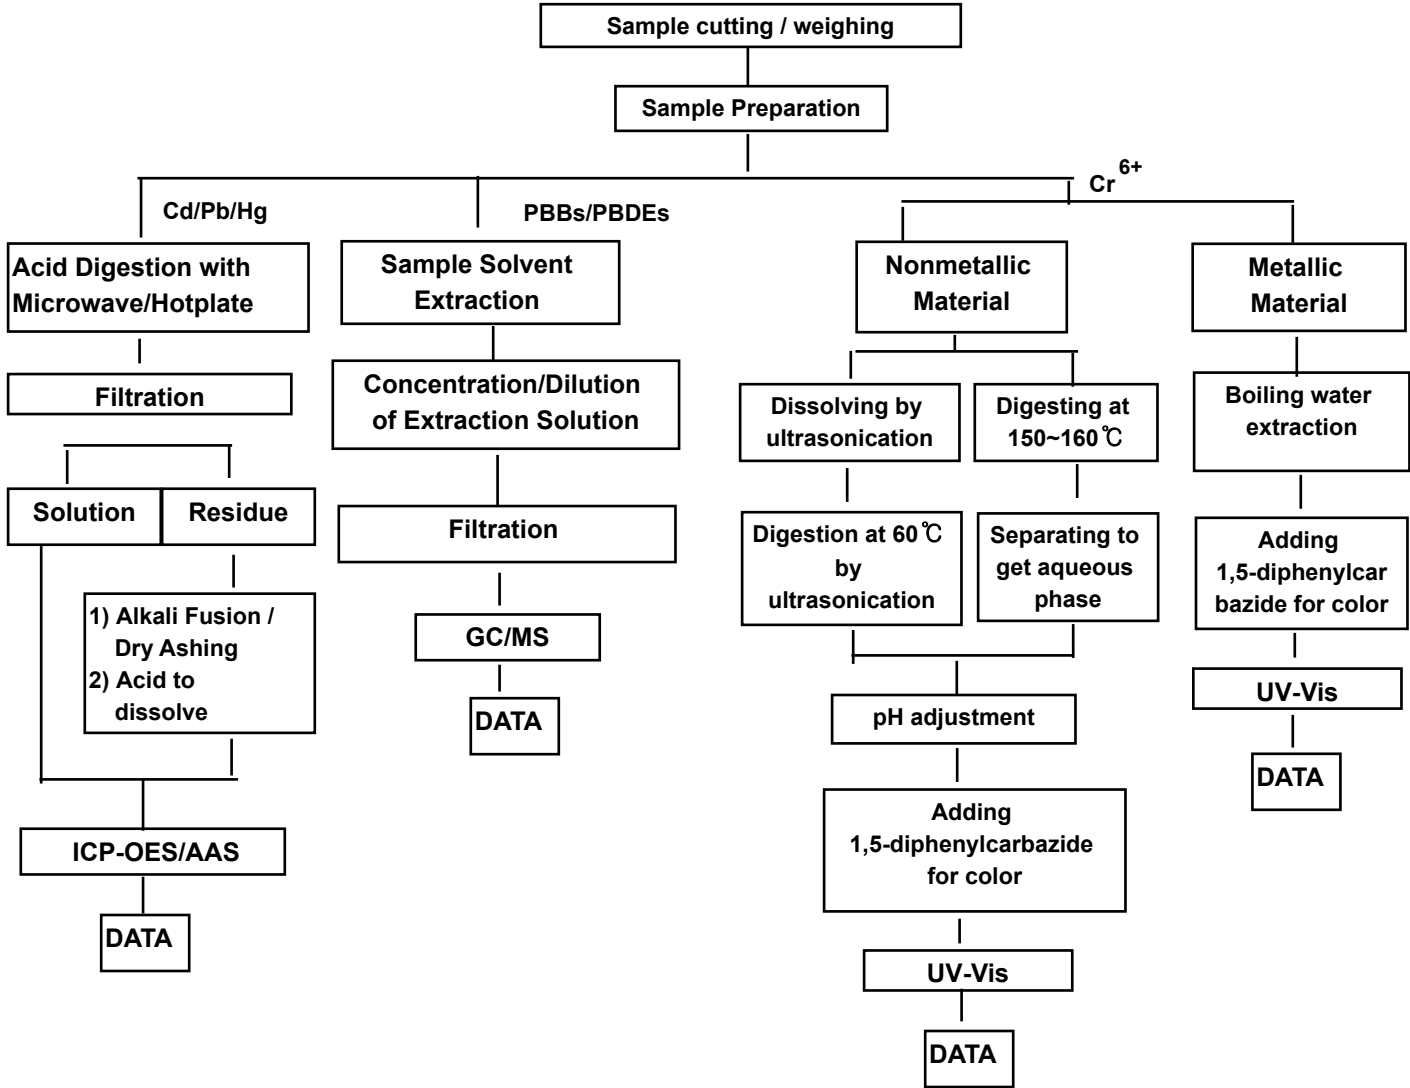 Sample cutting / weighing
Sample Preparation
Cd/Pb/Hg
PBBs/PBDEs
Cr 6+
Acid Digestion with
Microwave/Hotplate
Filtration
Solution
Residue
1) Alkali Fusion /
Dry Ashing
2) Acid to
dissolve
ICP-OES/AAS
DATA
Sample Solvent
Extraction
Concentration/Dilution
of Extraction Solution
Filtration
GC/MS
DATA
Nonmetallic
Material
Dissolving by
ultrasonication
Digestion at 60℃
by
ultrasonication
Digesting at
150~160℃
Separating to
get aqueous
phase
pH adjustment
Adding
1,5-diphenylcarbazide
for color
UV-Vis
DATA
Metallic
Material
Boiling water
extraction
Adding
1,5-diphenylcar
bazide for color
UV-Vis
DATA